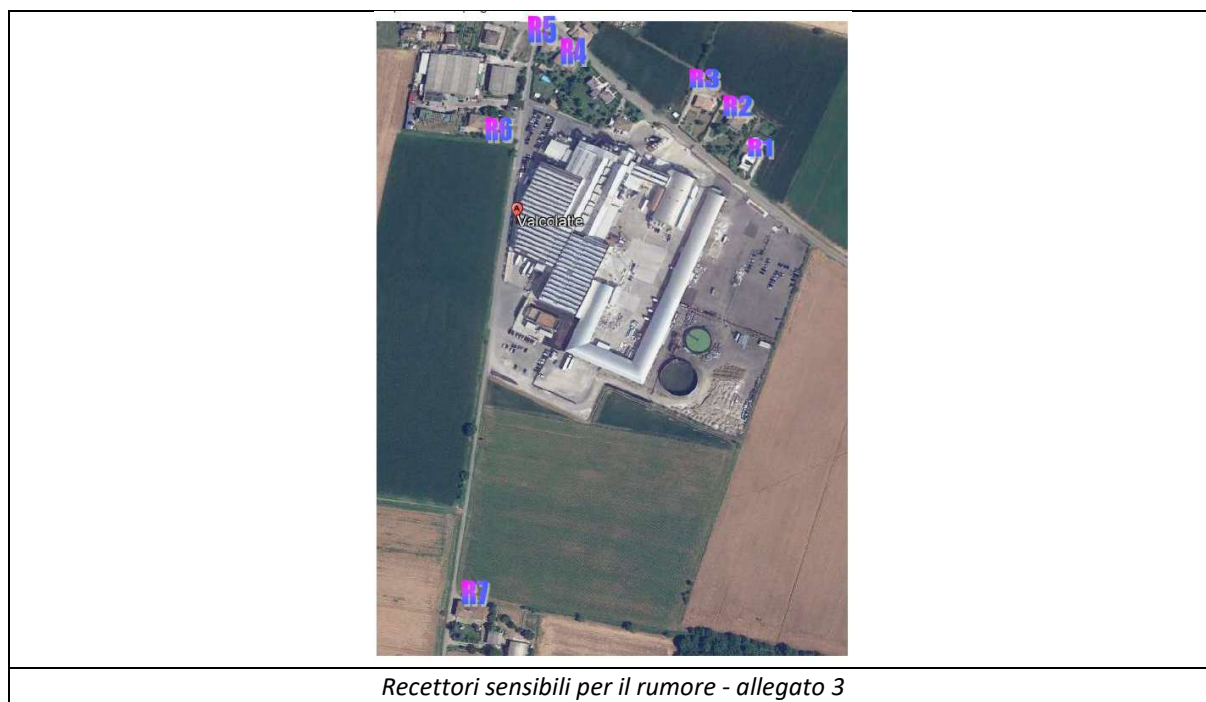 R5
R4
R3
R2
R6
R1
Valcolatte
R7
Recettori sensibili per il rumore - allegato 3